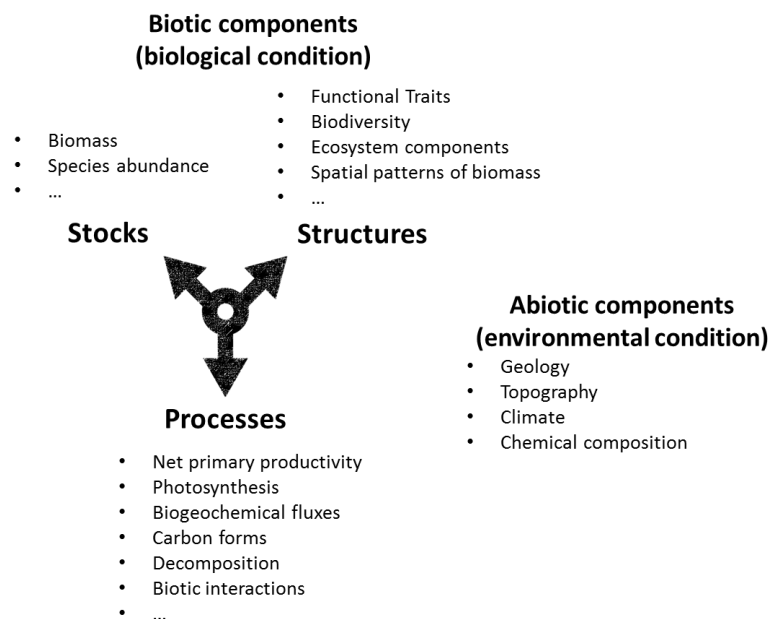 Biotic components
(biological condition)
• Biomass
• Species abundance
• ...
Stocks
• Functional Traits
• Biodiversity
• Ecosystem components
• Spatial patterns of biomass
• ...
Structures
Processes
• Net primary productivity
• Photosynthesis
• Biogeochemical fluxes
• Carbon forms
• Decomposition
• Biotic interactions
• ...
Abiotic components
(environmental condition)
• Geology
• Topography
• Climate
• Chemical composition